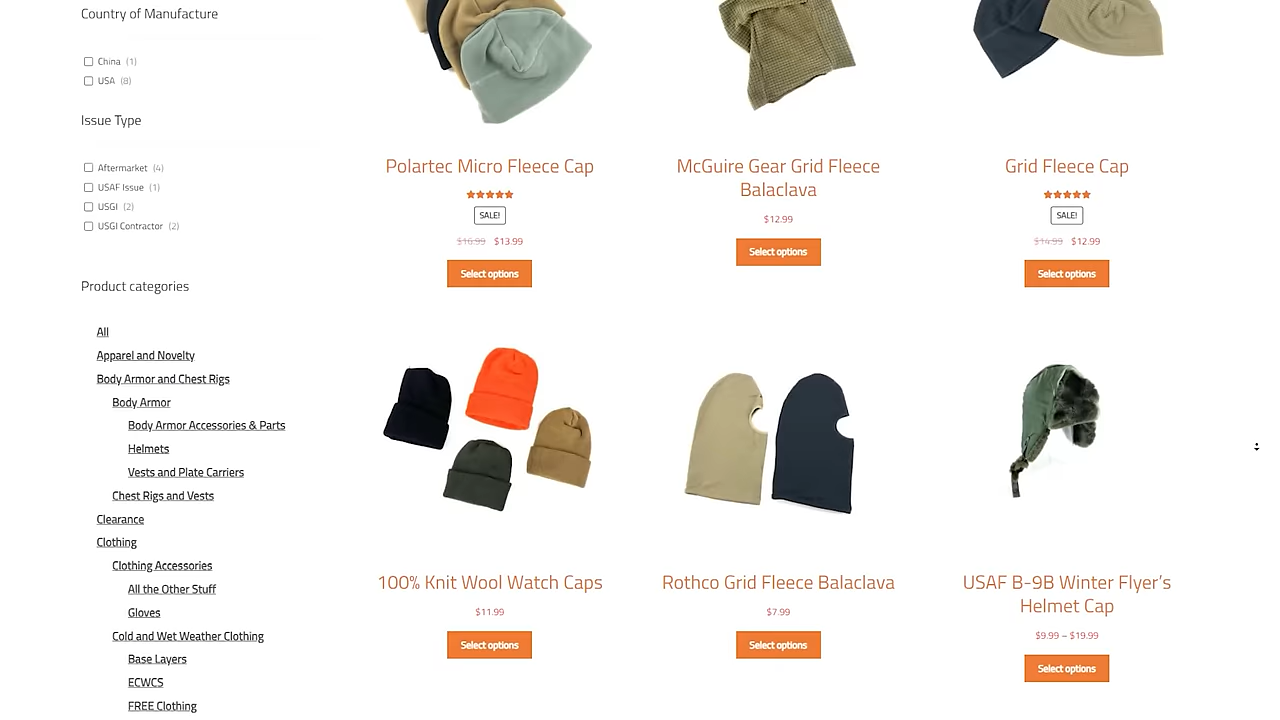 Country of Manufacture
China (1)
USA (8)
Issue Type
Aftermarket (4)
USAF Issue (1)
USGI (2)
USGI Contractor (2)
Product categories
All
Apparel and Novelty
Body Armor and Chest Rigs
Body Armor
Body Armor Accessories & Parts
Helmets
Vests and Plate Carriers
Chest Rigs and Vests
Clearance
Clothing
Clothing Accessories
All the Other Stuff
Gloves
Cold and Wet Weather Clothing
Base Layers
ECWCS
FREE Clothing
Polartec Micro Fleece Cap
SALE!
$16.99 $13.99
Select options
McGuire Gear Grid Fleece
Balaclava
$12.99
Select options
Grid Fleece Cap
SALE!
$14.99 $12.99
Select options
100% Knit Wool Watch Caps
$11.99
Select options
Rothco Grid Fleece Balaclava
$7.99
Select options
USAF B-9B Winter Flyer’s
Helmet Cap
$9.99 – $19.99
Select options